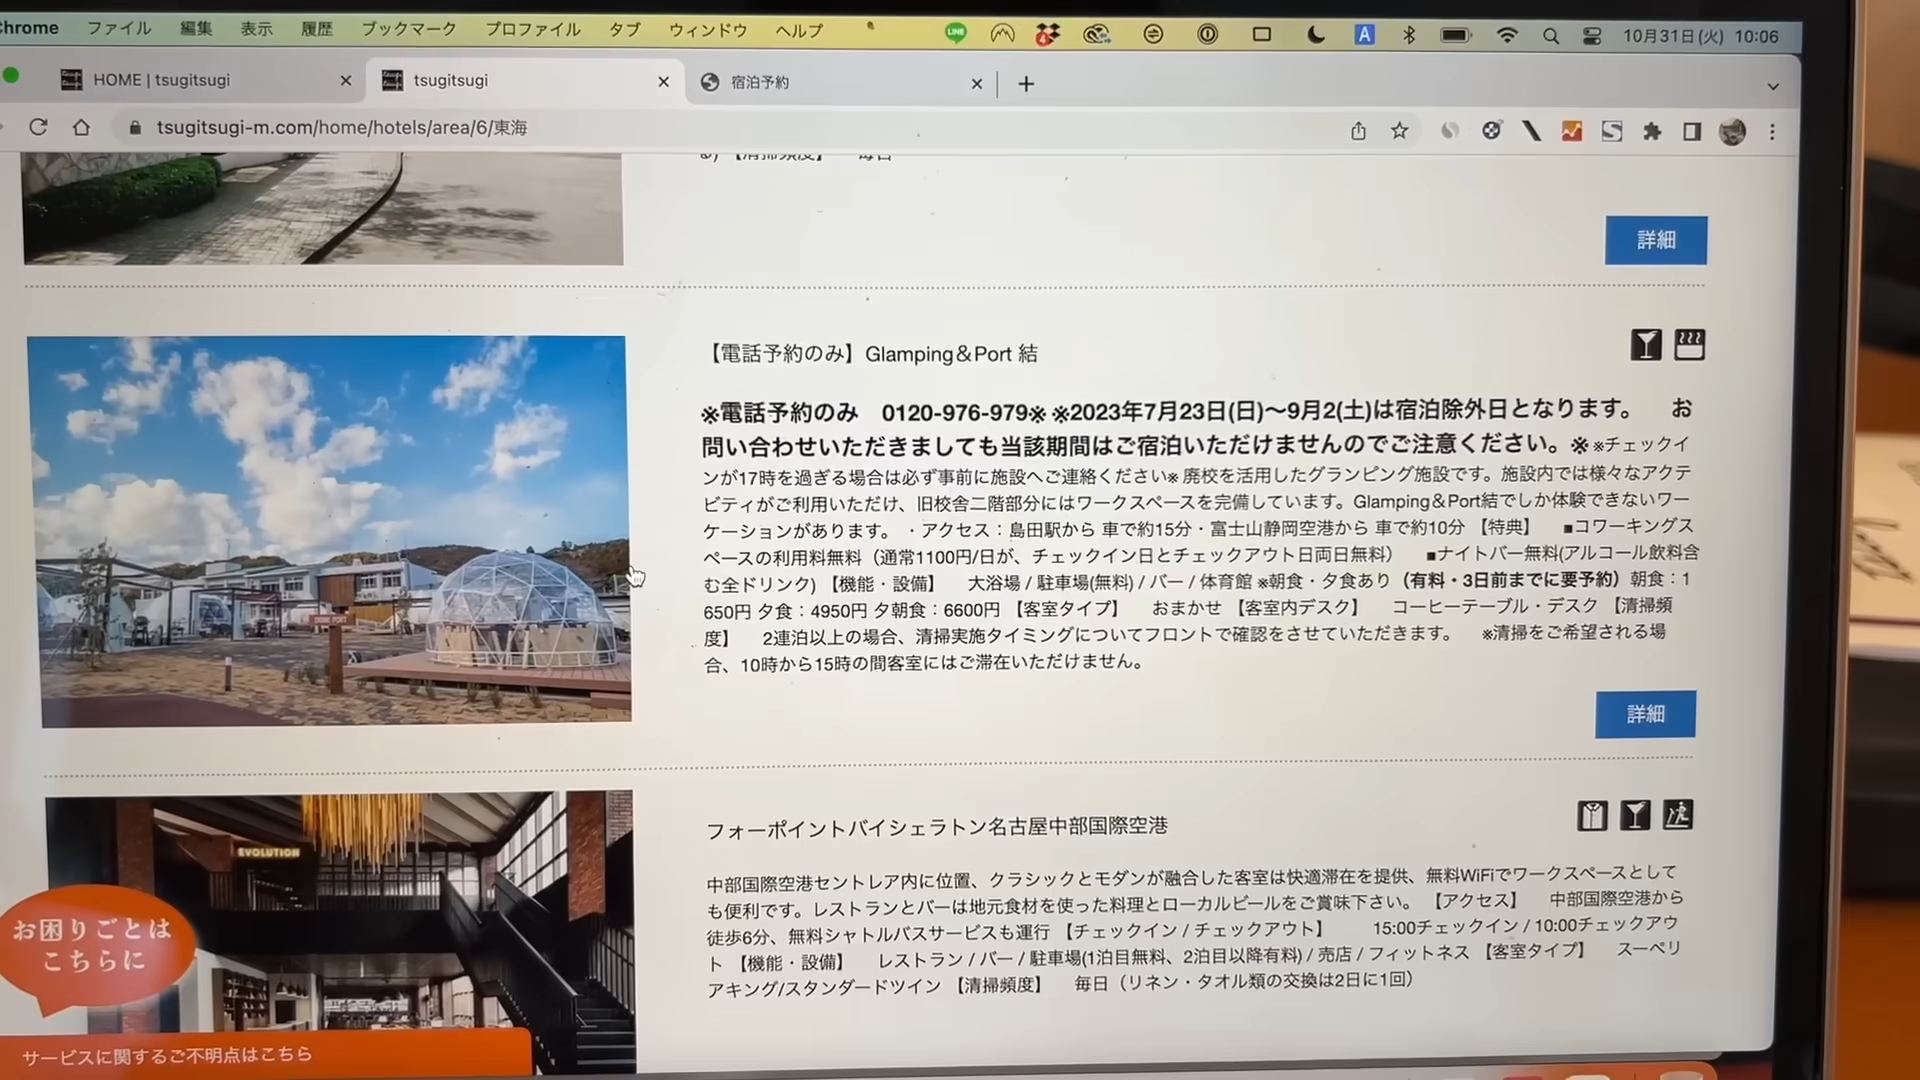 Chrome ファイル 編集 表示 履歴 ブックマーク プロファイル タブ ウィンドウ ヘルプ LINE 4 A 10月31日(火) 10:06
HOME | tsugitsugi tsugitsugi 宿泊予約
tsugitsugi-m.com/home/hotels/area/6/東海
【清掃頻度】 毎日
詳細
【電話予約のみ】Glamping＆Port 結
※電話予約のみ 0120-976-979※ ※2023年7月23日(日)〜9月2(土)は宿泊除外日となります。 お
問い合わせいただきましても当該期間はご宿泊いただけませんのでご注意ください。※ ※チェックイ
ンが17時を過ぎる場合は必ず事前に施設へご連絡ください※ 廃校を活用したグランピング施設です。施設内では様々なアクテ
ビティがご利用いただけ、旧校舎二階部分にはワークスペースを完備しています。Glamping＆Port結でしか体験できないワー
ケーションがあります。 ・アクセス：島田駅から 車で約15分・富士山静岡空港から 車で約10分 【特典】 ■コワーキングス
ペースの利用料無料（通常1100円/日が、チェックイン日とチェックアウト日両日無料） ■ナイトバー無料(アルコール飲料含
む全ドリンク) 【機能・設備】 大浴場 / 駐車場(無料) / バー / 体育館 ※朝食・夕食あり（有料・3日前までに要予約）朝食：1
650円 夕食：4950円 夕朝食：6600円 【客室タイプ】 おまかせ 【客室内デスク】 コーヒーテーブル・デスク 【清掃頻
度】 2連泊以上の場合、清掃実施タイミングについてフロントで確認をさせていただきます。 ※清掃をご希望される場
合、10時から15時の間客室にはご滞在いただけません。
詳細
フォーポイントバイシェラトン名古屋中部国際空港
中部国際空港セントレア内に位置、クラシックとモダンが融合した客室は快適滞在を提供、無料WiFiでワークスペースとして
も便利です。レストランとバーは地元食材を使った料理とローカルビールをご賞味下さい。 【アクセス】 中部国際空港から
徒歩6分、無料シャトルバスサービスも運行 【チェックイン / チェックアウト】 15:00チェックイン / 10:00チェックアウ
ト 【機能・設備】 レストラン / バー / 駐車場(1泊目無料、2泊目以降有料) / 売店 / フィットネス 【客室タイプ】 スーペリ
アキング/スタンダードツイン 【清掃頻度】 毎日（リネン・タオル類の交換は2日に1回）
EVOLUTION
お困りごとは
こちらに
サービスに関するご不明点はこちら